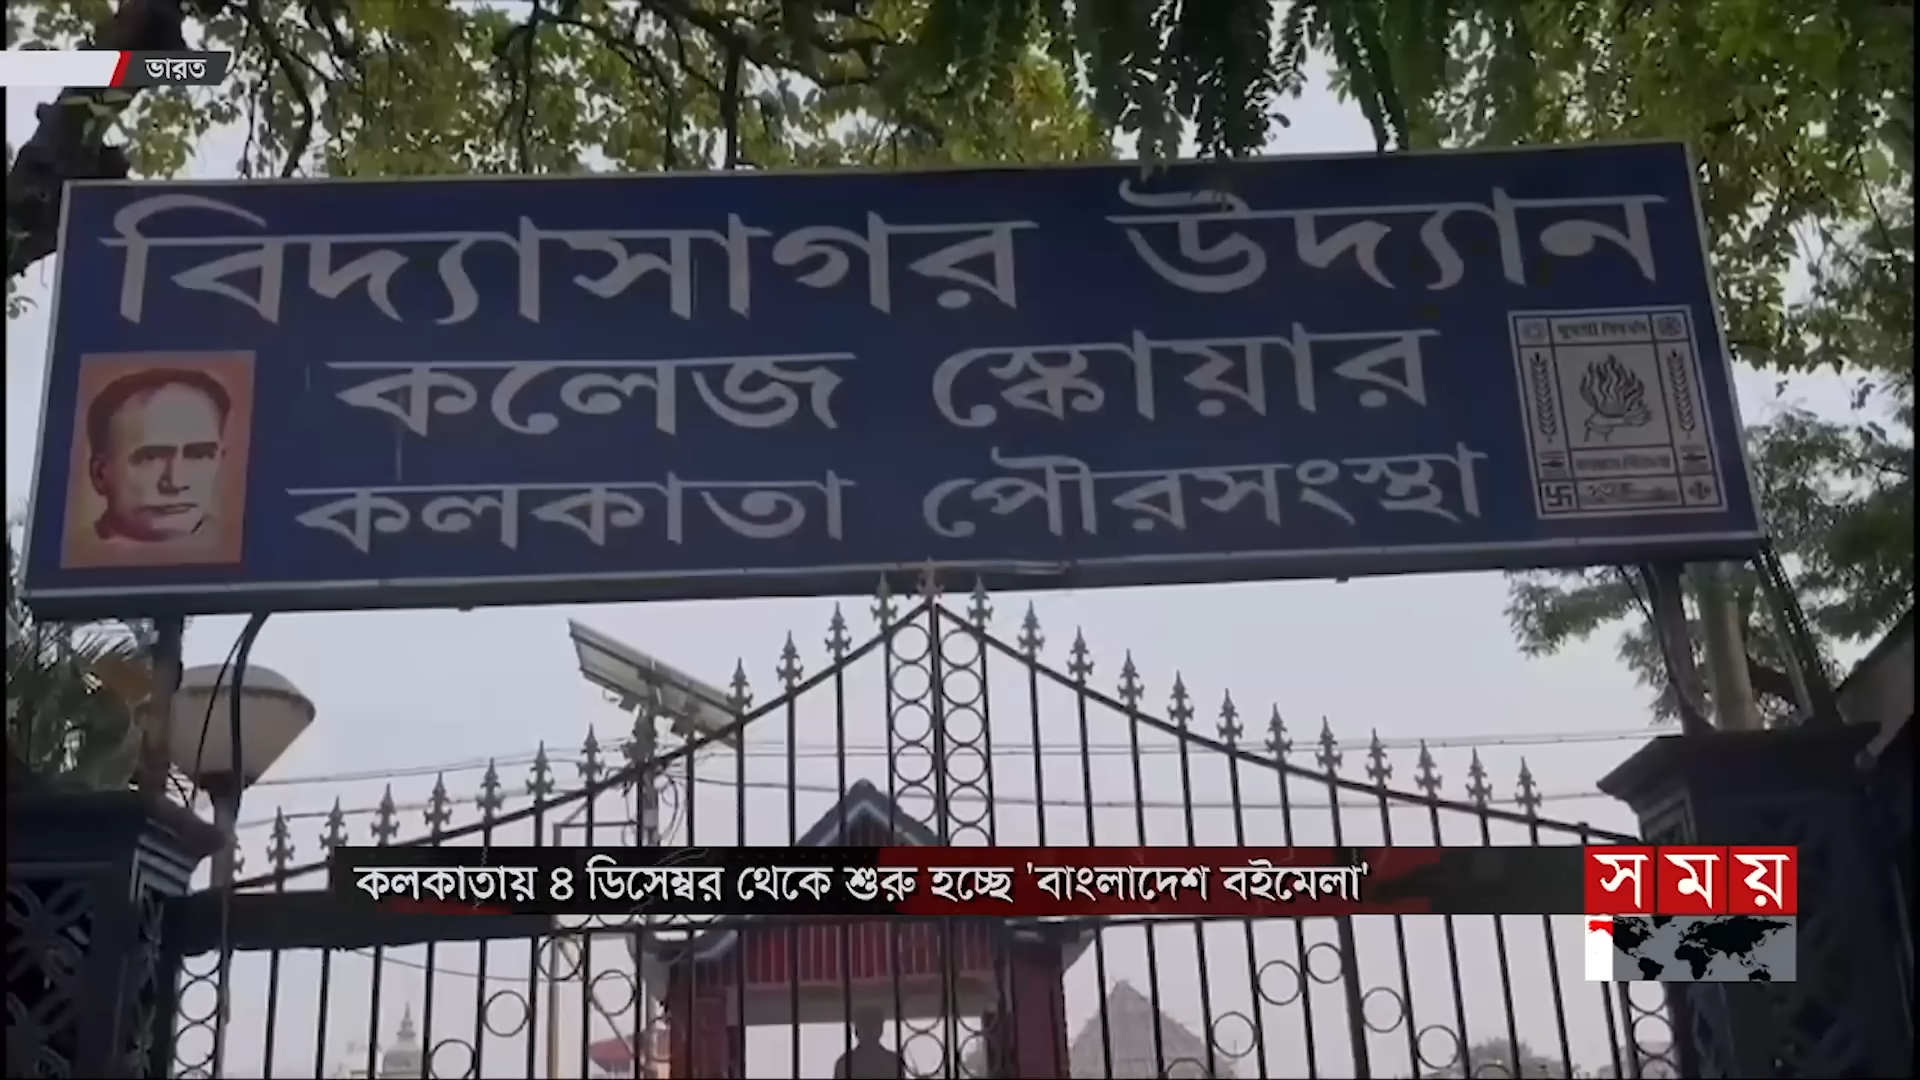 ভারত
বিদ্যাসাগর উদ্যান
কলেজ স্কোয়ার
কলকাতা পৌরসংস্থা
কলকাতায় ৪ ডিসেম্বর থেকে শুরু হচ্ছে 'বাংলাদেশ বইমেলা'
সময়